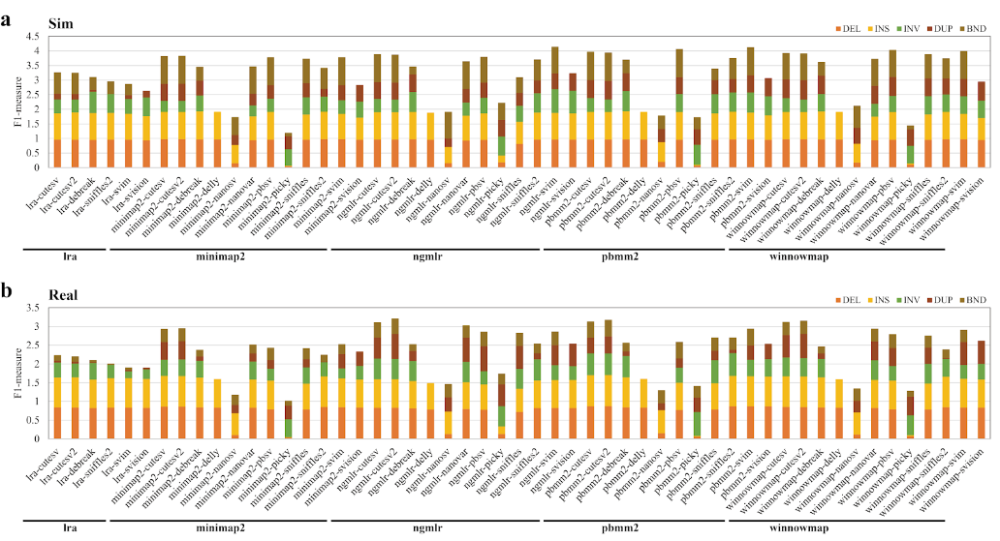 a
Sim
DEL INS INV DUP BND
F1-measure
4.5
4
3.5
3
2.5
2
1.5
1
0.5
0
lra-cutesv
lra-cutesv2
lra-debreak
lra-sniffles2
lra-svim
lra-svision
minimap2-cutesv
minimap2-cutesv2
minimap2-debreak
minimap2-delly
minimap2-nanosv
minimap2-nanovar
minimap2-pbsv
minimap2-picky
minimap2-sniffles
minimap2-sniffles2
minimap2-svim
minimap2-svision
ngmlr-cutesv
ngmlr-cutesv2
ngmlr-debreak
ngmlr-delly
ngmlr-nanosv
ngmlr-nanovar
ngmlr-pbsv
ngmlr-picky
ngmlr-sniffles
ngmlr-sniffles2
ngmlr-svim
ngmlr-svision
pbmm2-cutesv
pbmm2-cutesv2
pbmm2-debreak
pbmm2-delly
pbmm2-nanosv
pbmm2-pbsv
pbmm2-picky
pbmm2-sniffles
pbmm2-sniffles2
pbmm2-svim
pbmm2-svision
winnowmap-cutesv
winnowmap-cutesv2
winnowmap-debreak
winnowmap-delly
winnowmap-nanosv
winnowmap-nanovar
winnowmap-pbsv
winnowmap-picky
winnowmap-sniffles
winnowmap-sniffles2
winnowmap-svim
winnowmap-svision
lra minimap2 ngmlr pbmm2 winnowmap
b
Real
DEL INS INV DUP BND
F1-measure
3.5
3
2.5
2
1.5
1
0.5
0
lra-cutesv
lra-cutesv2
lra-debreak
lra-sniffles2
lra-svim
lra-svision
minimap2-cutesv
minimap2-cutesv2
minimap2-debreak
minimap2-delly
minimap2-nanosv
minimap2-nanovar
minimap2-pbsv
minimap2-picky
minimap2-sniffles
minimap2-sniffles2
minimap2-svim
minimap2-svision
ngmlr-cutesv
ngmlr-cutesv2
ngmlr-debreak
ngmlr-delly
ngmlr-nanosv
ngmlr-nanovar
ngmlr-pbsv
ngmlr-picky
ngmlr-sniffles
ngmlr-sniffles2
ngmlr-svim
ngmlr-svision
pbmm2-cutesv
pbmm2-cutesv2
pbmm2-debreak
pbmm2-delly
pbmm2-nanosv
pbmm2-pbsv
pbmm2-picky
pbmm2-sniffles
pbmm2-sniffles2
pbmm2-svim
pbmm2-svision
winnowmap-cutesv
winnowmap-cutesv2
winnowmap-debreak
winnowmap-delly
winnowmap-nanosv
winnowmap-nanovar
winnowmap-pbsv
winnowmap-picky
winnowmap-sniffles
winnowmap-sniffles2
winnowmap-svim
winnowmap-svision
lra minimap2 ngmlr pbmm2 winnowmap